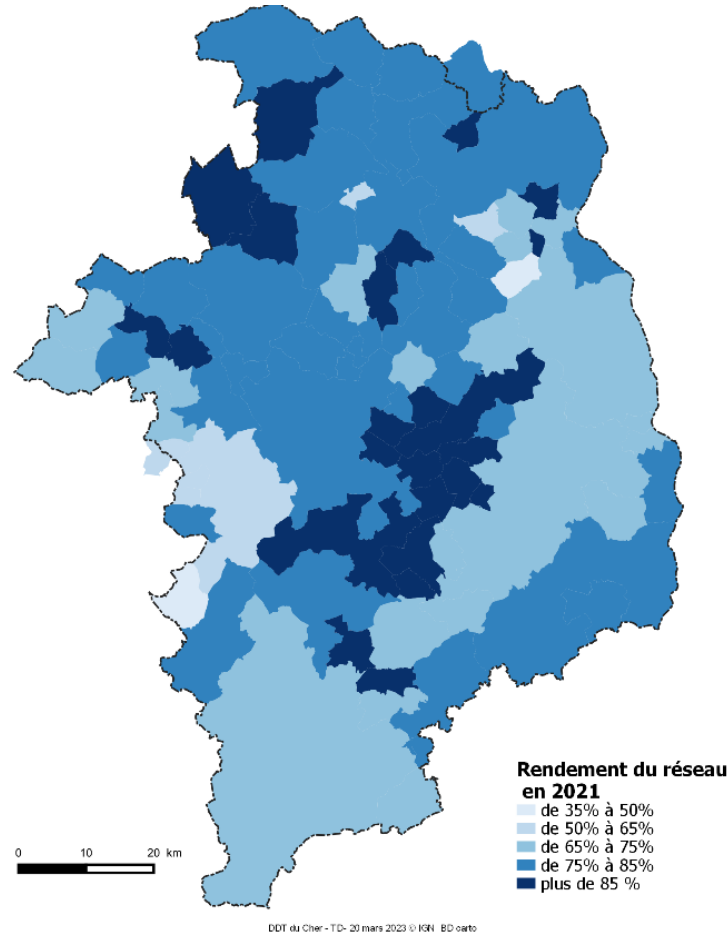 Rendement du réseau
en 2021
de 35% à 50%
de 50% à 65%
de 65% à 75%
de 75% à 85%
plus de 85 %
0 10 20 km
DDT du Cher - TD- 20 mars 2023 © IGN BD carto